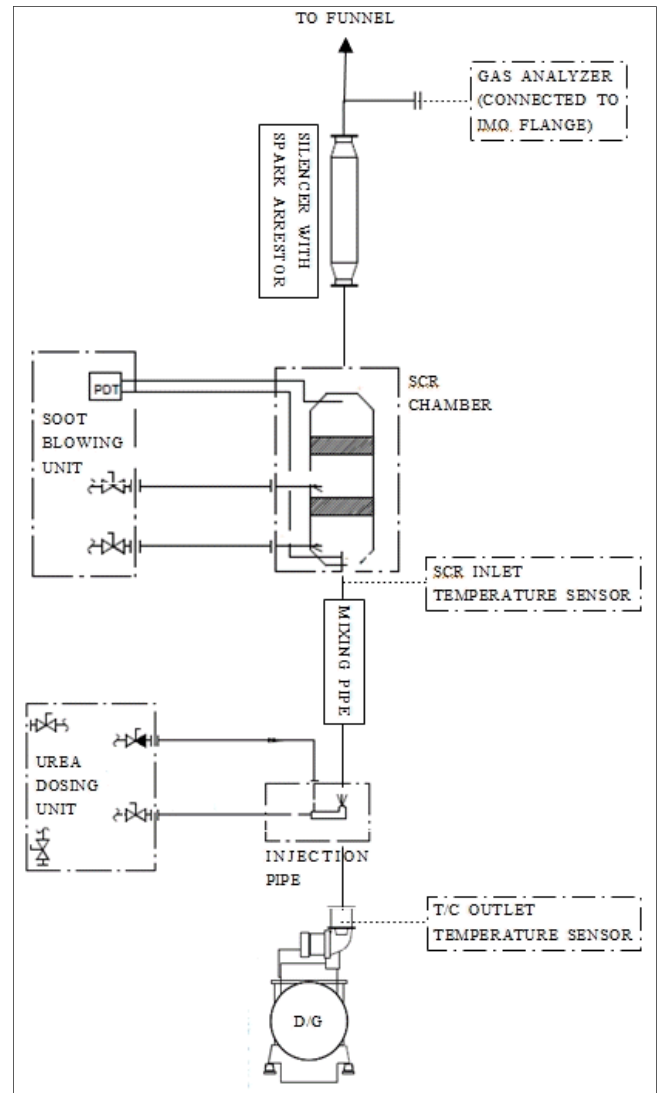 TO FUNNEL
GAS ANALYZER
(CONNECTED TO
IMO FLANGE)
SILENCER WITH
SPARK ARRESTOR
SCR
CHAMBER
PDT
SOOT
BLOWING
UNIT
SCR INLET
TEMPERATURE SENSOR
MIXING PIPE
UREA
DOSING
UNIT
INJECTION
PIPE
T/C OUTLET
TEMPERATURE SENSOR
D/G